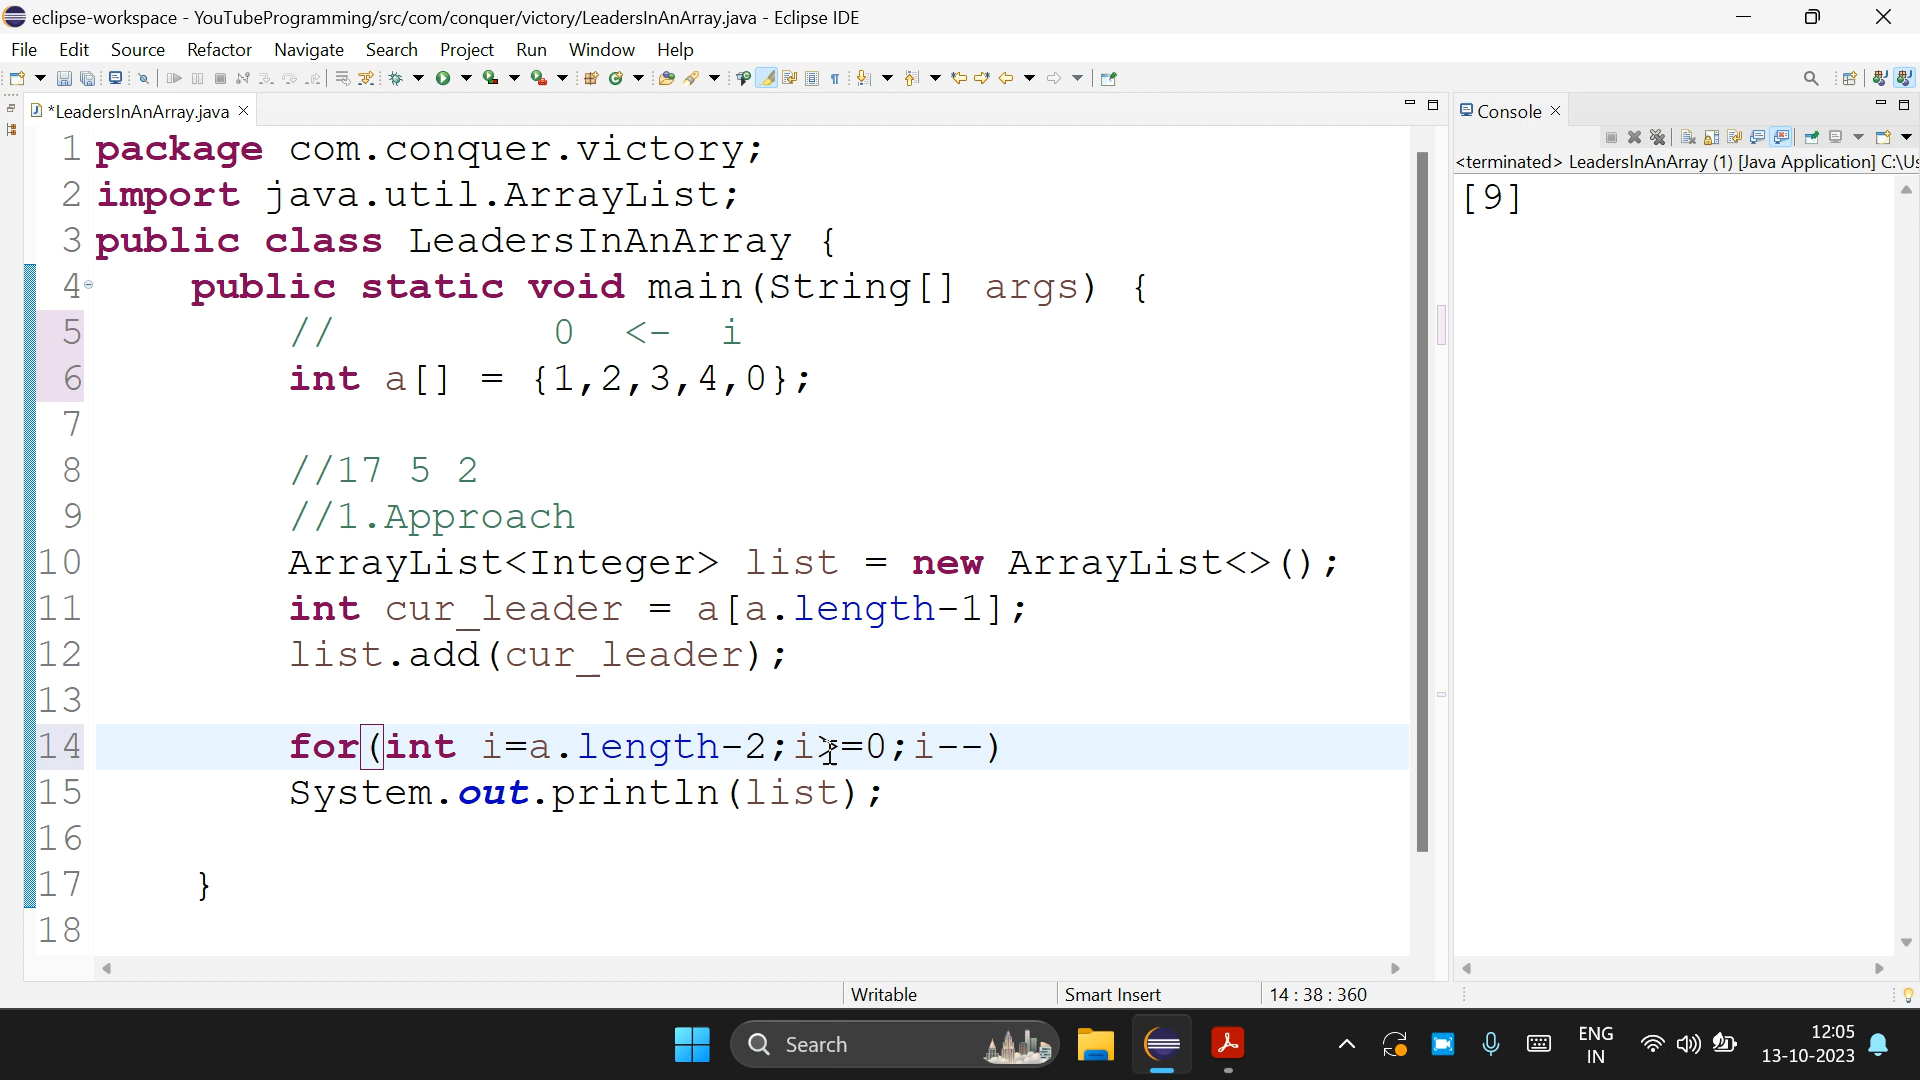 eclipse-workspace - YouTubeProgramming/src/com/conquer/victory/LeadersInAnArray.java - Eclipse IDE
File Edit Source Refactor Navigate Search Project Run Window Help
*LeadersInAnArray.java
Console
<terminated> LeadersInAnArray (1) [Java Application] C:\Us
[9]
1 package com.conquer.victory;
2 import java.util.ArrayList;
3 public class LeadersInAnArray {
4 public static void main(String[] args) {
5 // 0 <- i
6 int a[] = {1,2,3,4,0};
7
8 //17 5 2
9 //1.Approach
10 ArrayList<Integer> list = new ArrayList<>();
11 int cur_leader = a[a.length-1];
12 list.add(cur_leader);
13
14 for(int i=a.length-2;i>=0;i--)
15 System.out.println(list);
16
17 }
18
Writable Smart Insert 14 : 38 : 360
Search
ENG
IN
12:05
13-10-2023